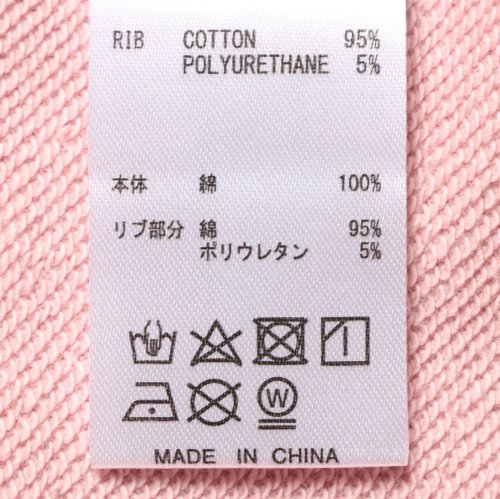 RIB COTTON 95%
POLYURETHANE 5%
本体 綿 100%
リブ部分 綿 95%
ポリウレタン 5%
W
MADE IN CHINA